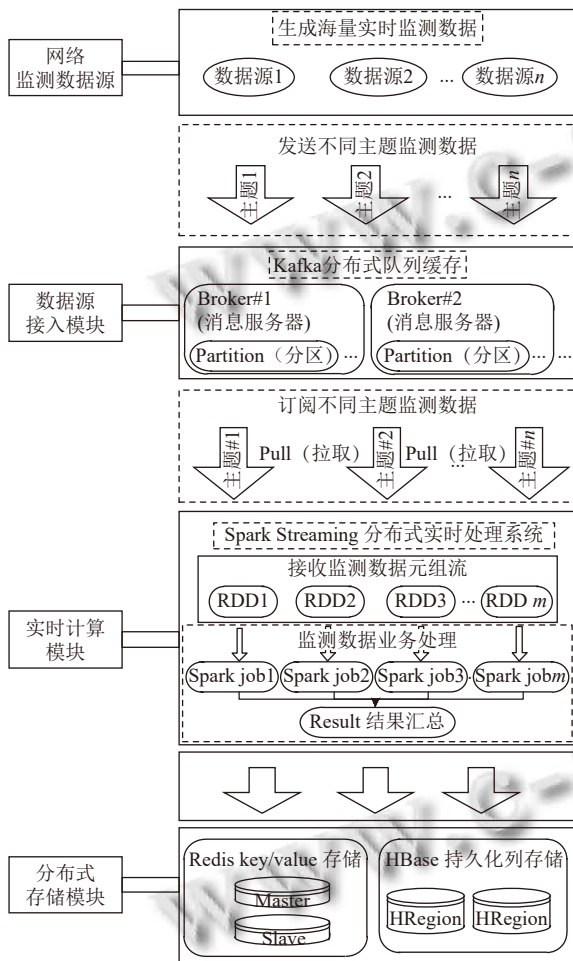 生成海量实时监测数据
网络
监测数据源
数据源1
数据源2
...
数据源n
发送不同主题监测数据
主题1
主题2
...
主题n
Kafka分布式队列缓存
数据源
接入模块
Broker#1
(消息服务器)
Partition（分区）
...
Broker#2
(消息服务器)
Partition（分区）
... ...
订阅不同主题监测数据
主题#1
Pull（拉取）
主题#2
...
Pull（拉取）
主题#n
Spark Streaming 分布式实时处理系统
接收监测数据元组流
RDD1
RDD2
RDD3
...
RDD m
实时计算
模块
监测数据业务处理
Spark job1
Spark job2
Spark job3
Spark jobm
Result 结果汇总
分布式
存储模块
Redis key/value 存储
Master
Slave
HBase 持久化列存储
HRegion
HRegion
www.e-
www.e-